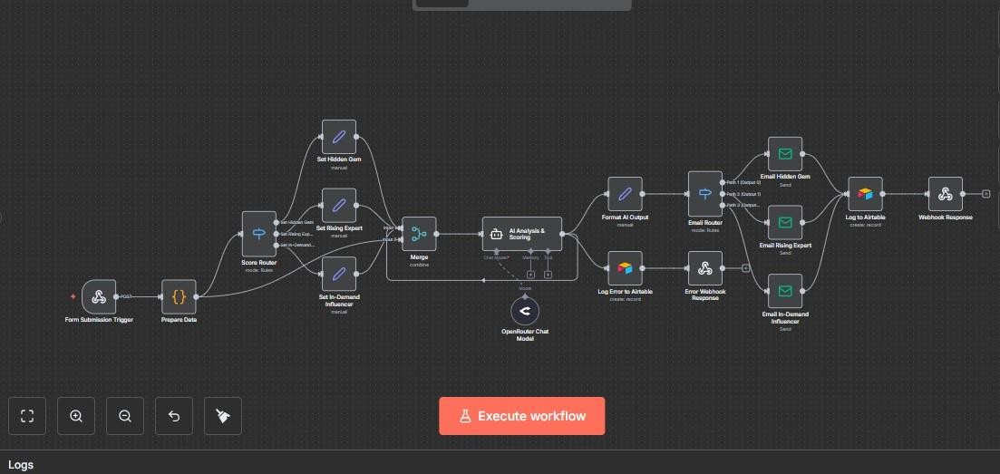 Set Hidden Gem
manual
Email Hidden Gem
Send
Path 1 (Output 0)
Path 2 (Output 1)
Path 3 (Output...
Format AI Output
manual
Email Router
mode: Rules
Set Hidden Gem
Set Rising Exp...
Set In-Demand...
Set Rising Expert
manual
Input 1
Input 2
Merge
combine
AI Analysis &
Scoring
Chat Model*
Memory
Tool
Log to Airtable
create: record
Webhook Response
Email Rising Expert
Send
Score Router
mode: Rules
Set In-Demand
Influencer
manual
Model
Log Error to Airtable
create: record
Error Webhook
Response
POST
Form Submission Trigger
Prepare Data
OpenRouter Chat
Model
Email In-Demand
Influencer
Send
Execute workflow
Logs